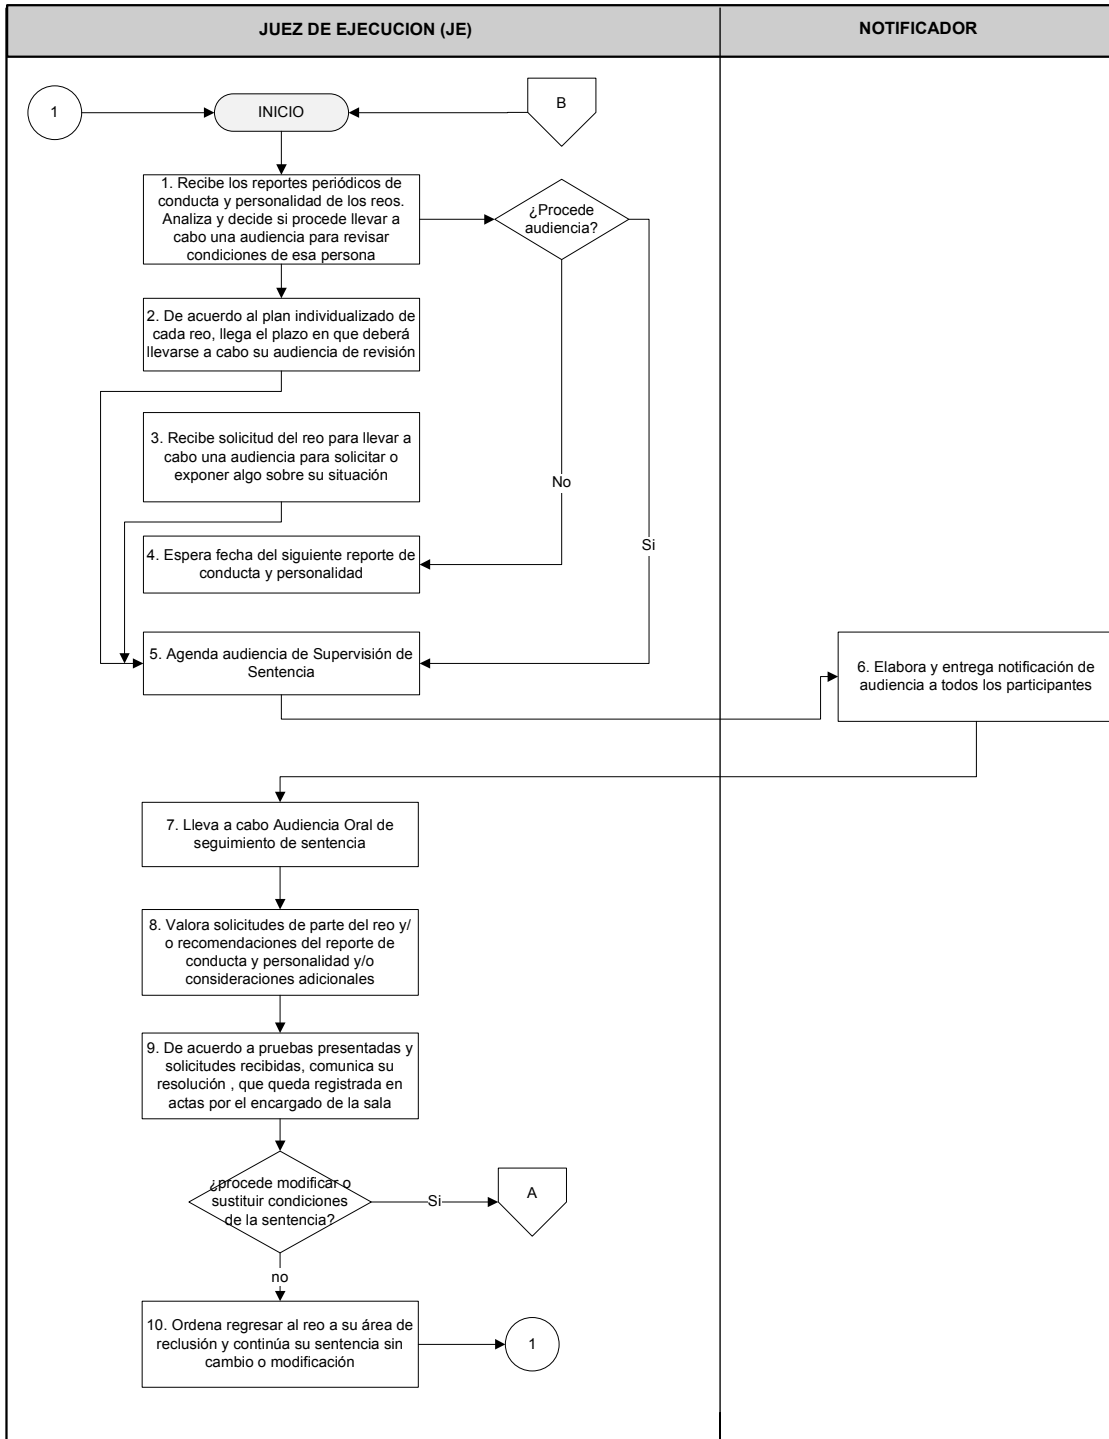 JUEZ DE EJECUCION (JE)
NOTIFICADOR
1
INICIO
B
1. Recibe los reportes periódicos de
conducta y personalidad de los reos.
Analiza y decide si procede llevar a
cabo una audiencia para revisar
condiciones de esa persona
¿Procede
audiencia?
2. De acuerdo al plan individualizado de
cada reo, llega el plazo en que deberá
llevarse a cabo su audiencia de revisión
3. Recibe solicitud del reo para llevar a
cabo una audiencia para solicitar o
exponer algo sobre su situación
No
Si
4. Espera fecha del siguiente reporte de
conducta y personalidad
5. Agenda audiencia de Supervisión de
Sentencia
6. Elabora y entrega notificación de
audiencia a todos los participantes
7. Lleva a cabo Audiencia Oral de
seguimiento de sentencia
8. Valora solicitudes de parte del reo y/
o recomendaciones del reporte de
conducta y personalidad y/o
consideraciones adicionales
9. De acuerdo a pruebas presentadas y
solicitudes recibidas, comunica su
resolución , que queda registrada en
actas por el encargado de la sala
¿procede modificar o
sustituir condiciones
de la sentencia?
Si
A
no
10. Ordena regresar al reo a su área de
reclusión y continúa su sentencia sin
cambio o modificación
1